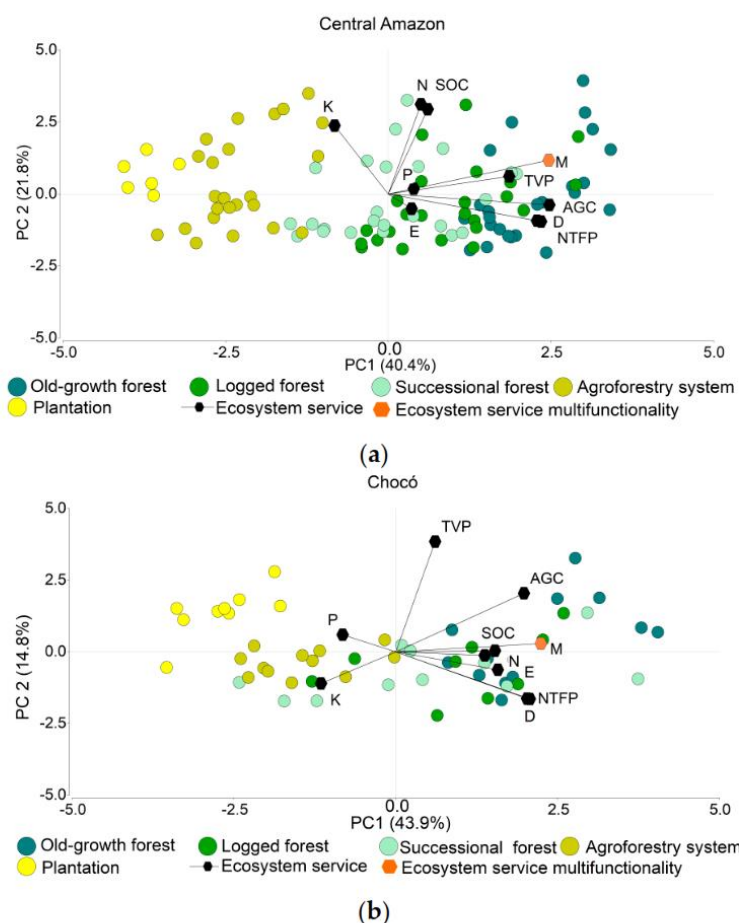 Central Amazon
5.0
N SOC
K
2.5
M
P
TVP
PC 2 (21.8%)
0.0
AGC
E
D
NTFP
-2.5
-5.0
-5.0 -2.5 0.0 2.5 5.0
PC1 (40.4%)
Old-growth forest Logged forest Successional forest Agroforestry system
Plantation Ecosystem service Ecosystem service multifunctionality
(a)
Chocó
5.0
TVP
2.5
AGC
P
SOC
M
PC 2 (14.8%)
0.0
N
E
K
NTFP
D
-2.5
-5.0
-5.0 -2.5 0.0 2.5 5.0
PC1 (43.9%)
Old-growth forest Logged forest Successional forest Agroforestry system
Plantation Ecosystem service Ecosystem service multifunctionality
(b)